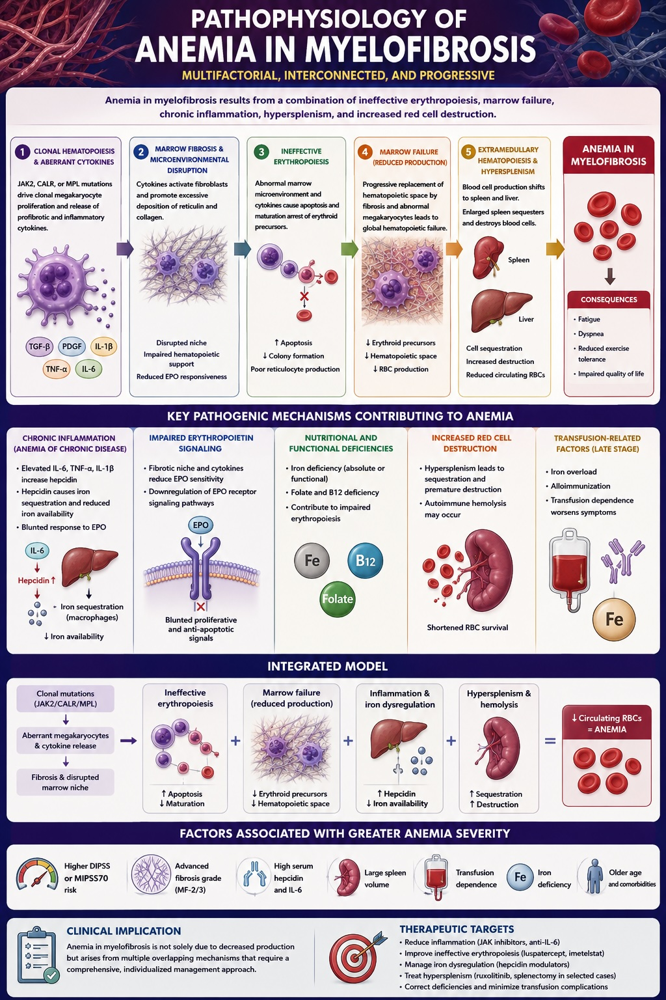 PATHOPHYSIOLOGY OF
ANEMIA IN MYELOFIBROSIS
MULTIFACTORIAL, INTERCONNECTED, AND PROGRESSIVE
Anemia in myelofibrosis results from a combination of ineffective erythropoiesis, marrow failure,
chronic inflammation, hypersplenism, and increased red cell destruction.
1 CLONAL HEMATOPOIESIS
& ABERRANT CYTOKINES
JAK2, CALR, or MPL mutations
drive clonal megakaryocyte
proliferation and release of
profibrotic and inflammatory
cytokines.
TGF-β PDGF IL-1β
TNF-α IL-6
2 MARROW FIBROSIS &
MICROENVIRONMENTAL
DISRUPTION
Cytokines activate fibroblasts
and promote excessive
deposition of reticulin and
collagen.
Disrupted niche
Impaired hematopoietic
support
Reduced EPO responsiveness
3 INEFFECTIVE
ERYTHROPOIESIS
Abnormal marrow
microenvironment and
cytokines cause apoptosis and
maturation arrest of erythroid
precursors.
↑ Apoptosis
↓ Colony formation
Poor reticulocyte production
4 MARROW FAILURE
(REDUCED PRODUCTION)
Progressive replacement of
hematopoietic space by
fibrosis and abnormal
megakaryocytes leads to
global hematopoietic failure.
↓ Erythroid precursors
↓ Hematopoietic space
↓ RBC production
5 EXTRAMEDULLARY
HEMATOPOIESIS &
HYPERSPLENISM
Blood cell production shifts
to spleen and liver.
Enlarged spleen sequesters
and destroys blood cells.
Spleen
Liver
Cell sequestration
Increased destruction
Reduced circulating RBCs
ANEMIA IN
MYELOFIBROSIS
CONSEQUENCES
• Fatigue
• Dyspnea
• Reduced exercise
tolerance
• Impaired quality of life
KEY PATHOGENIC MECHANISMS CONTRIBUTING TO ANEMIA
CHRONIC INFLAMMATION
(ANEMIA OF CHRONIC DISEASE)
• Elevated IL-6, TNF-α, IL-1β
increase hepcidin
• Hepcidin causes iron
sequestration and reduced
iron availability
• Blunted response to EPO
IL-6
Hepcidin ↑
Iron sequestration
(macrophages)
↓ Iron availability
IMPAIRED ERYTHROPOIETIN
SIGNALING
• Fibrotic niche and cytokines
reduce EPO sensitivity
• Downregulation of EPO receptor
signaling pathways
EPO
Blunted proliferative
and anti-apoptotic
signals
NUTRITIONAL AND
FUNCTIONAL DEFICIENCIES
• Iron deficiency (absolute or
functional)
• Folate and B12 deficiency
• Contribute to impaired
erythropoiesis
Fe B12
Folate
INCREASED RED CELL
DESTRUCTION
• Hypersplenism leads to
sequestration and
premature destruction
• Autoimmune hemolysis
may occur
Shortened RBC survival
TRANSFUSION-RELATED
FACTORS (LATE STAGE)
• Iron overload
• Alloimmunization
• Transfusion dependence
worsens symptoms
Fe
INTEGRATED MODEL
Clonal mutations
(JAK2/CALR/MPL)
Aberrant megakaryocytes
& cytokine release
Fibrosis & disrupted
marrow niche
Ineffective
erythropoiesis
↑ Apoptosis
↓ Maturation
+
Marrow failure
(reduced production)
↓ Erythroid precursors
↓ Hematopoietic space
+
Inflammation &
iron dysregulation
↑ Hepcidin
↓ Iron availability
+
Hypersplenism &
hemolysis
↑ Sequestration
↑ Destruction
=
↓ Circulating RBCs
= ANEMIA
FACTORS ASSOCIATED WITH GREATER ANEMIA SEVERITY
Higher DIPSS
or MIPSS70
risk
Advanced
fibrosis grade
(MF-2/3)
High serum
hepcidin
and IL-6
Large spleen
volume
Transfusion
dependence
Fe
Iron
deficiency
Older age
and comorbidities
CLINICAL IMPLICATION
Anemia in myelofibrosis is not solely due to decreased production
but arises from multiple overlapping mechanisms that require a
comprehensive, individualized management approach.
THERAPEUTIC TARGETS
• Reduce inflammation (JAK inhibitors, anti-IL-6)
• Improve ineffective erythropoiesis (luspatercept, imetelstat)
• Manage iron dysregulation (hepcidin modulators)
• Treat hypersplenism (ruxolitinib, splenectomy in selected cases)
• Correct deficiencies and minimize transfusion complications